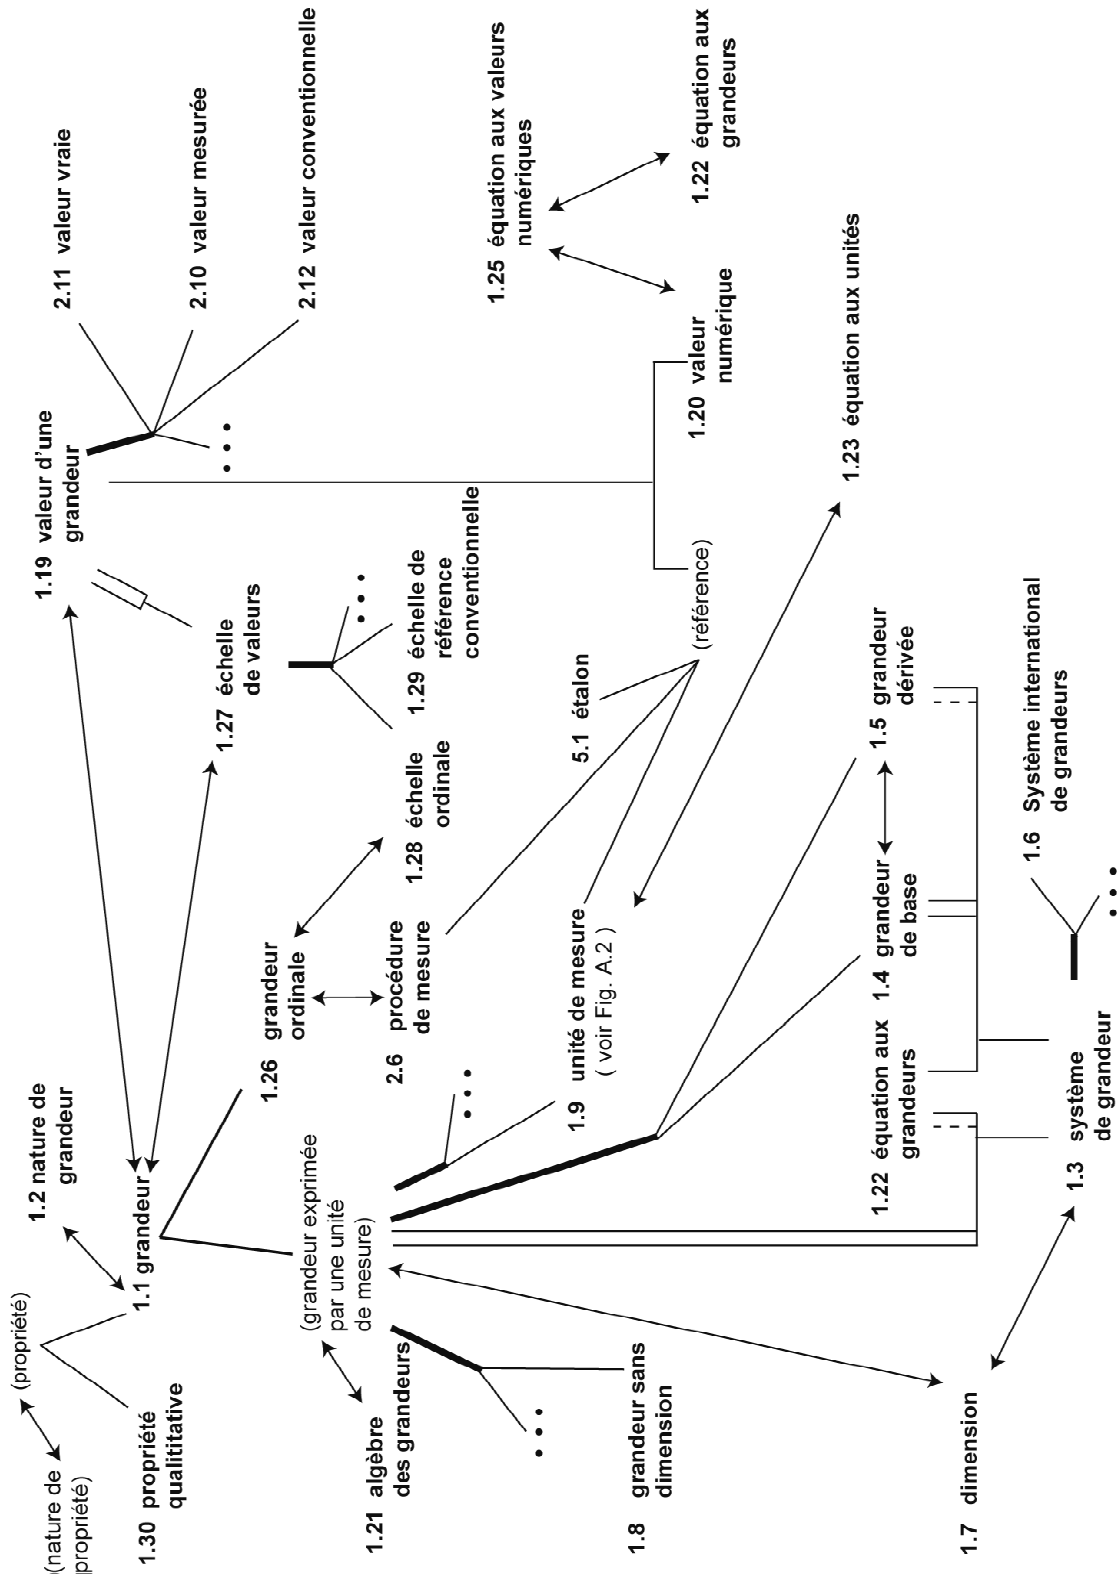 (nature de
propriété)
(propriété)
1.30 propriété
qualititative
1.1 grandeur
1.2 nature de
grandeur
1.19 valeur d'une
grandeur
2.11 valeur vraie
2.10 valeur mesurée
2.12 valeur conventionnelle
• • •
1.27 échelle
de valeurs
• • •
1.26 grandeur
ordinale
1.28 échelle
ordinale
1.29 échelle de
référence
conventionnelle
(grandeur exprimée
par une unité
de mesure)
2.6 procédure
de mesure
1.21 algèbre
des grandeurs
• • •
• • •
5.1 étalon
1.25 équation aux valeurs
numériques
1.9 unité de mesure
( voir Fig. A.2 )
(référence)
1.20 valeur
numérique
1.22 équation aux
grandeurs
1.8 grandeur sans
dimension
1.23 équation aux unités
1.22 équation aux
grandeurs
1.4 grandeur
de base
1.5 grandeur
dérivée
1.7 dimension
1.3 système
de grandeur
1.6 Système international
de grandeurs
• • •